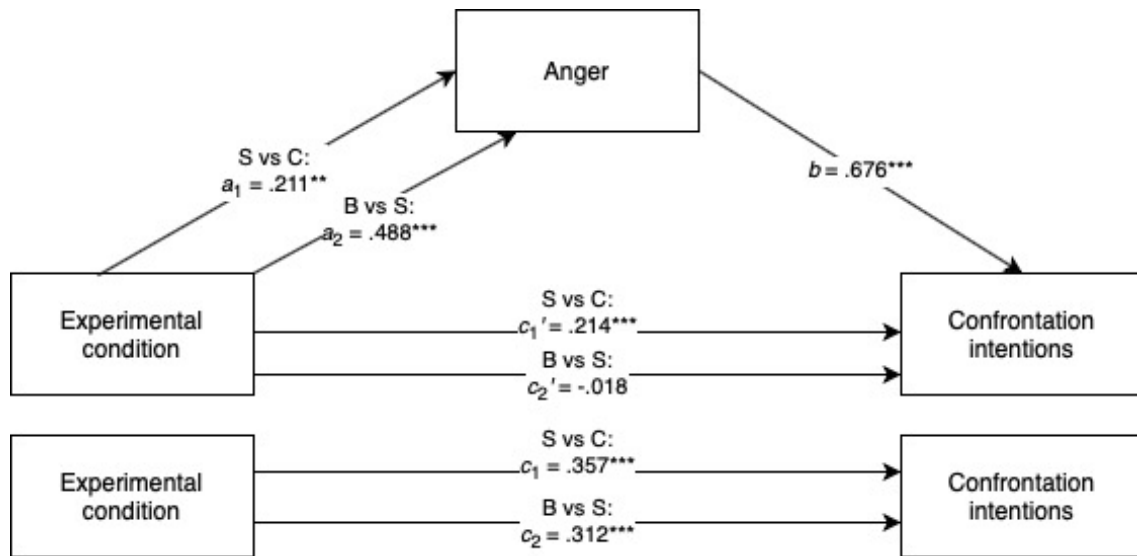 Anger
S vs C:
a₁ = .211**
b = .676***
B vs S:
a₂ = .488***
Experimental
condition
S vs C:
c₁' = .214***
B vs S:
c₂' = -.018
Confrontation
intentions
Experimental
condition
S vs C:
c₁ = .357***
B vs S:
c₂ = .312***
Confrontation
intentions